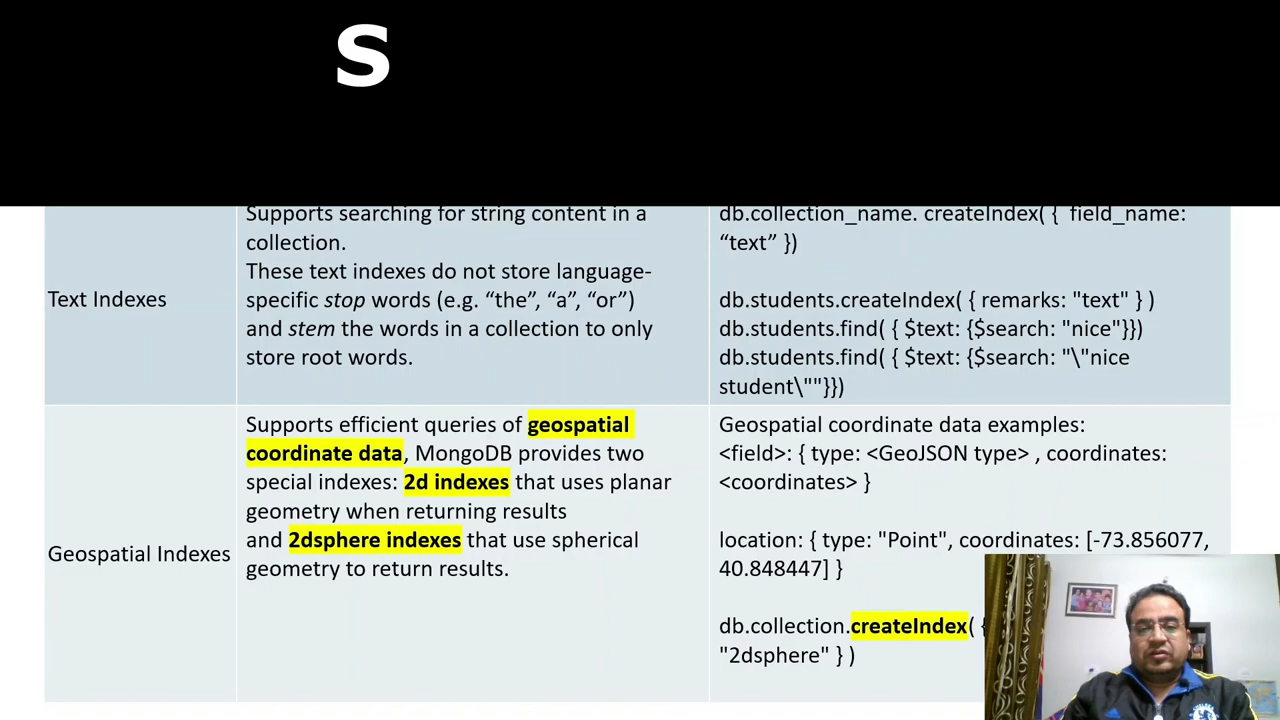 S
Supports searching for string content in a
collection.
These text indexes do not store language-
specific stop words (e.g. “the”, “a”, “or”)
and stem the words in a collection to only
store root words.
Text Indexes
db.collection_name. createIndex( { field_name:
“text” })
db.students.createIndex( { remarks: "text" } )
db.students.find( { $text: {$search: "nice"}})
db.students.find( { $text: {$search: "\"nice
student\""}})
Geospatial Indexes
Supports efficient queries of geospatial
coordinate data, MongoDB provides two
special indexes: 2d indexes that uses planar
geometry when returning results
and 2dsphere indexes that use spherical
geometry to return results.
Geospatial coordinate data examples:
<field>: { type: <GeoJSON type> , coordinates:
<coordinates> }
location: { type: "Point", coordinates: [-73.856077,
40.848447] }
db.collection.createIndex( {
"2dsphere" } )